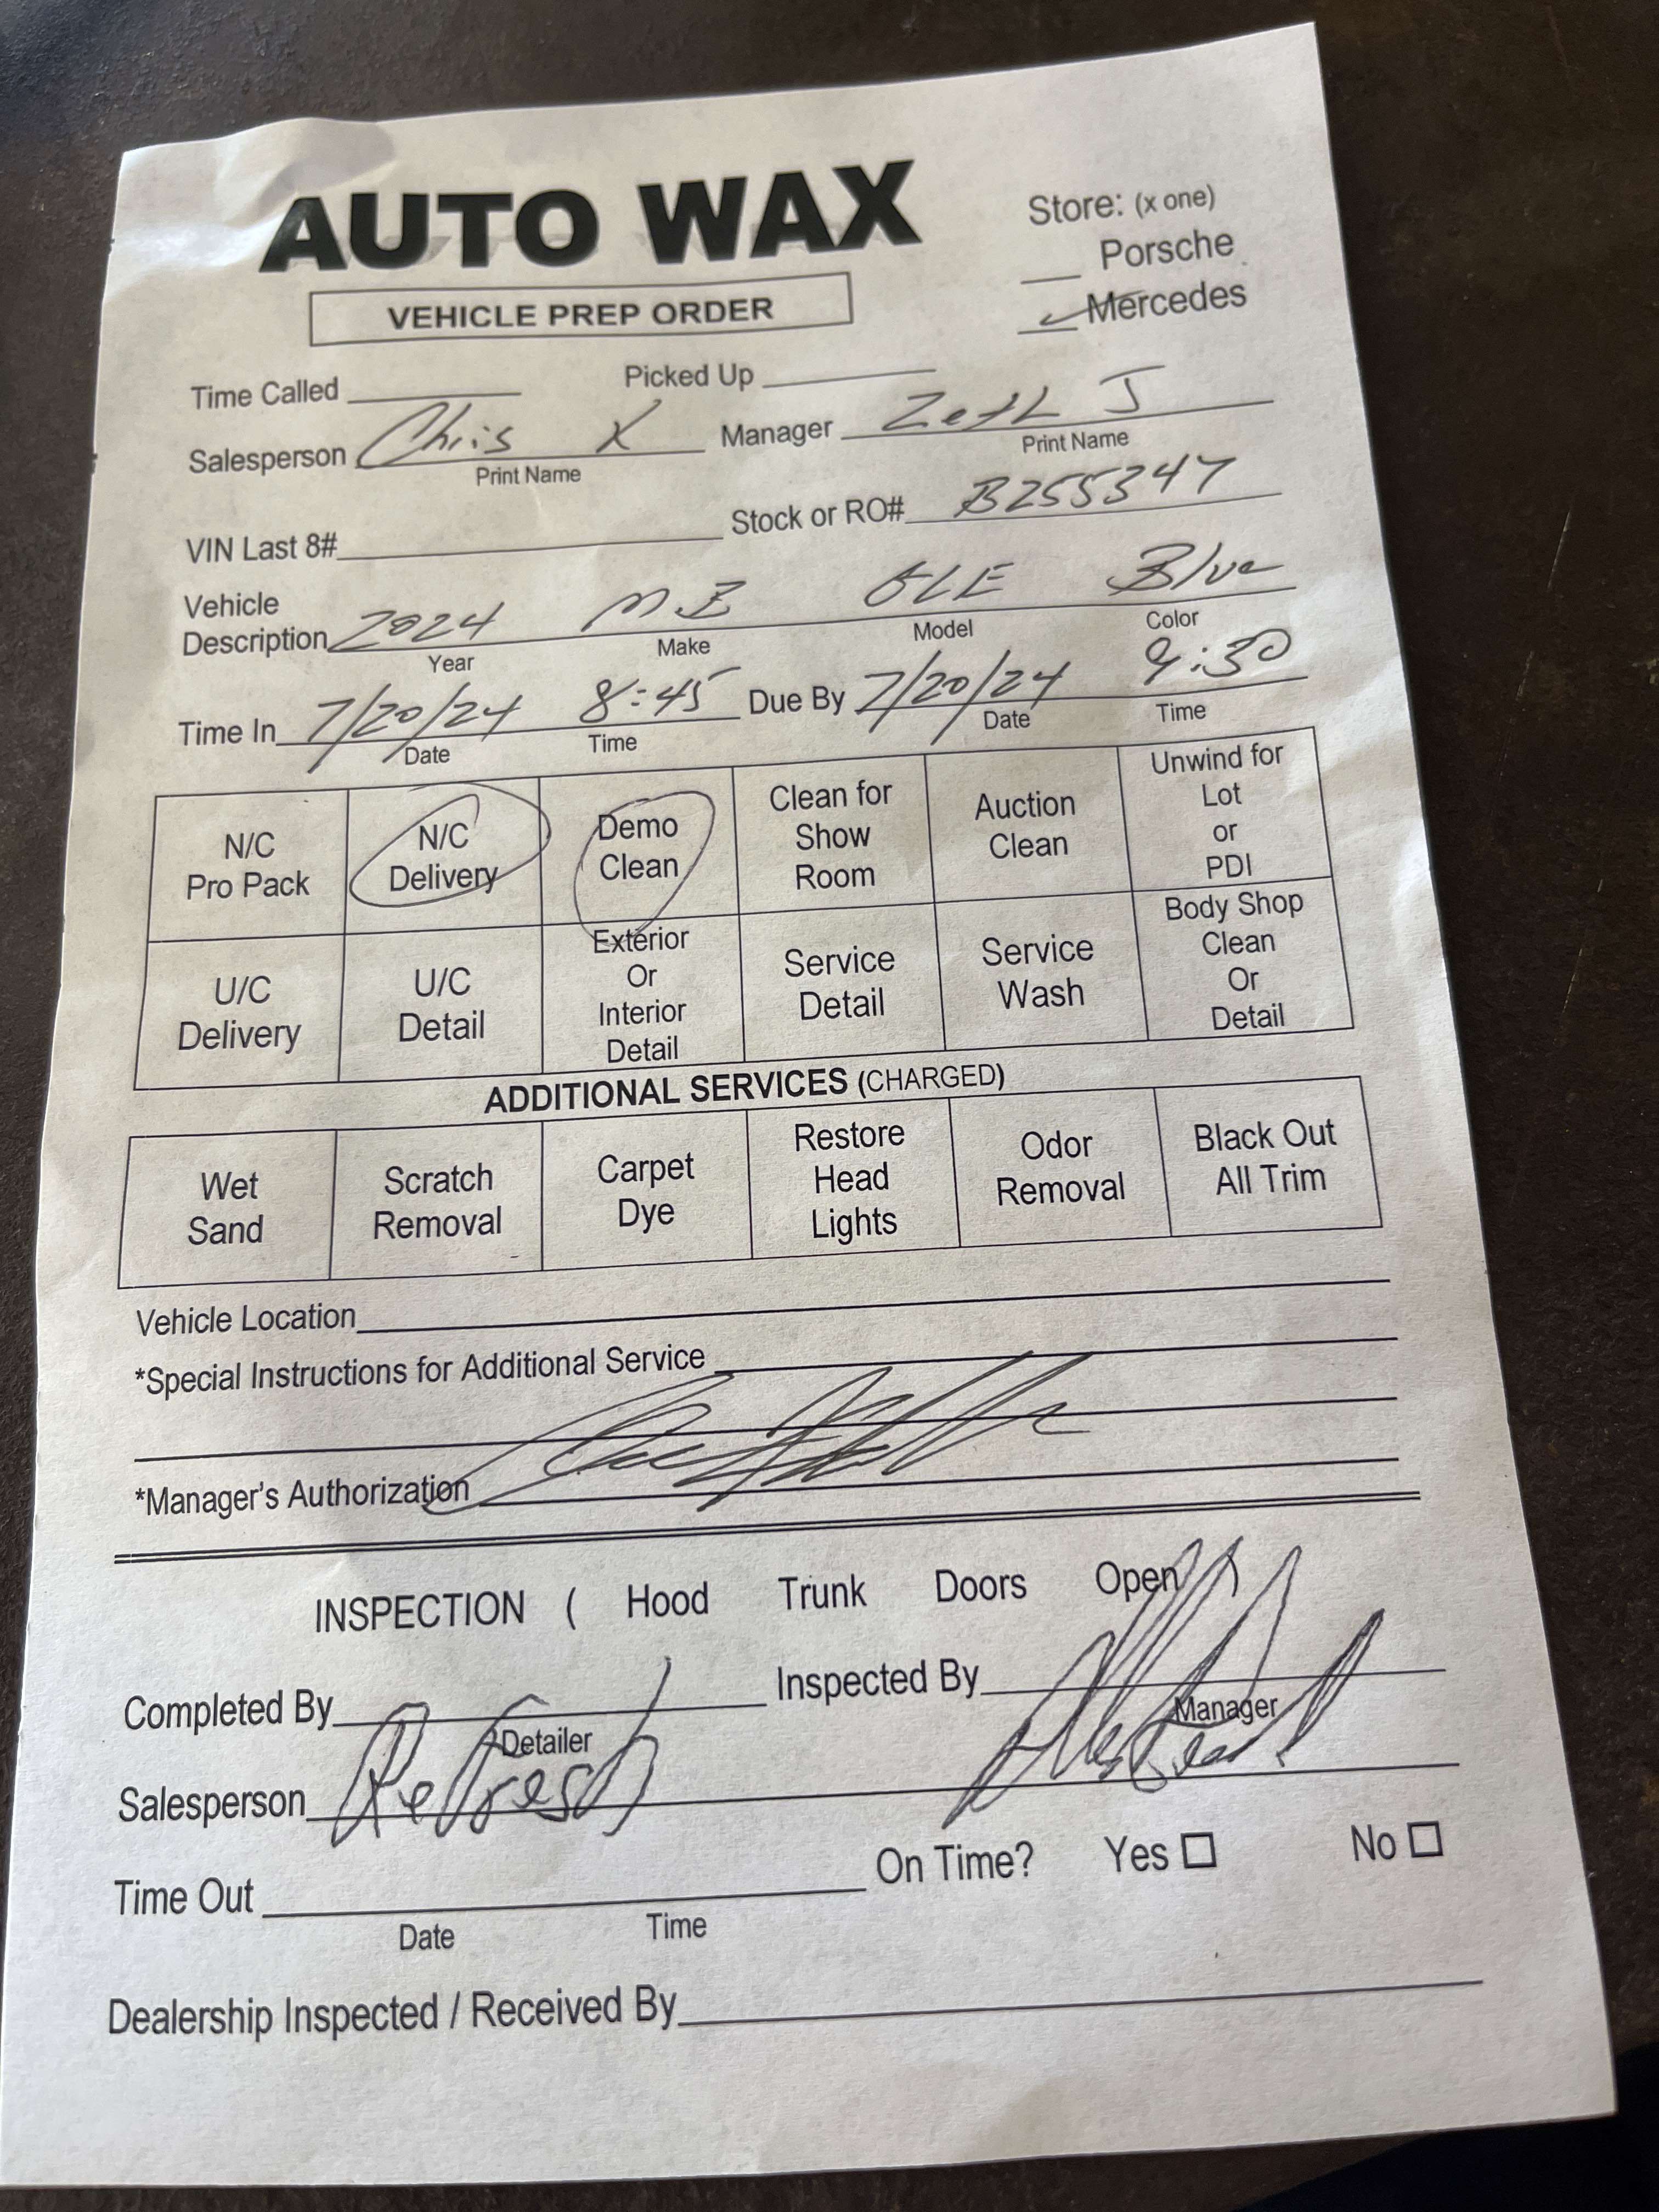 AUTO WAX
VEHICLE PREP ORDER
Store: (x one)
Porsche
✓ Mercedes
Time Called Picked Up
Salesperson Chris K Manager Zeth J
Print Name Print Name
VIN Last 8# Stock or RO# B255347
Vehicle Description 2024 MB GLE Blue
Year Make Model Color
Time In 7/20/24 8:45 Due By 7/20/24 9:30
Date Time Date Time
N/C Pro Pack N/C Delivery Demo Clean Clean for Show Room Auction Clean Unwind for Lot or PDI
U/C Delivery U/C Detail Exterior Or Interior Detail Service Detail Service Wash Body Shop Clean Or Detail
ADDITIONAL SERVICES (CHARGED)
Wet Sand Scratch Removal Carpet Dye Restore Head Lights Odor Removal Black Out All Trim
Vehicle Location
*Special Instructions for Additional Service
*Manager's Authorization
INSPECTION ( Hood Trunk Doors Open )
Completed By Inspected By
Detailer Manager
Salesperson Refresh
Time Out On Time? Yes No
Date Time
Dealership Inspected / Received By